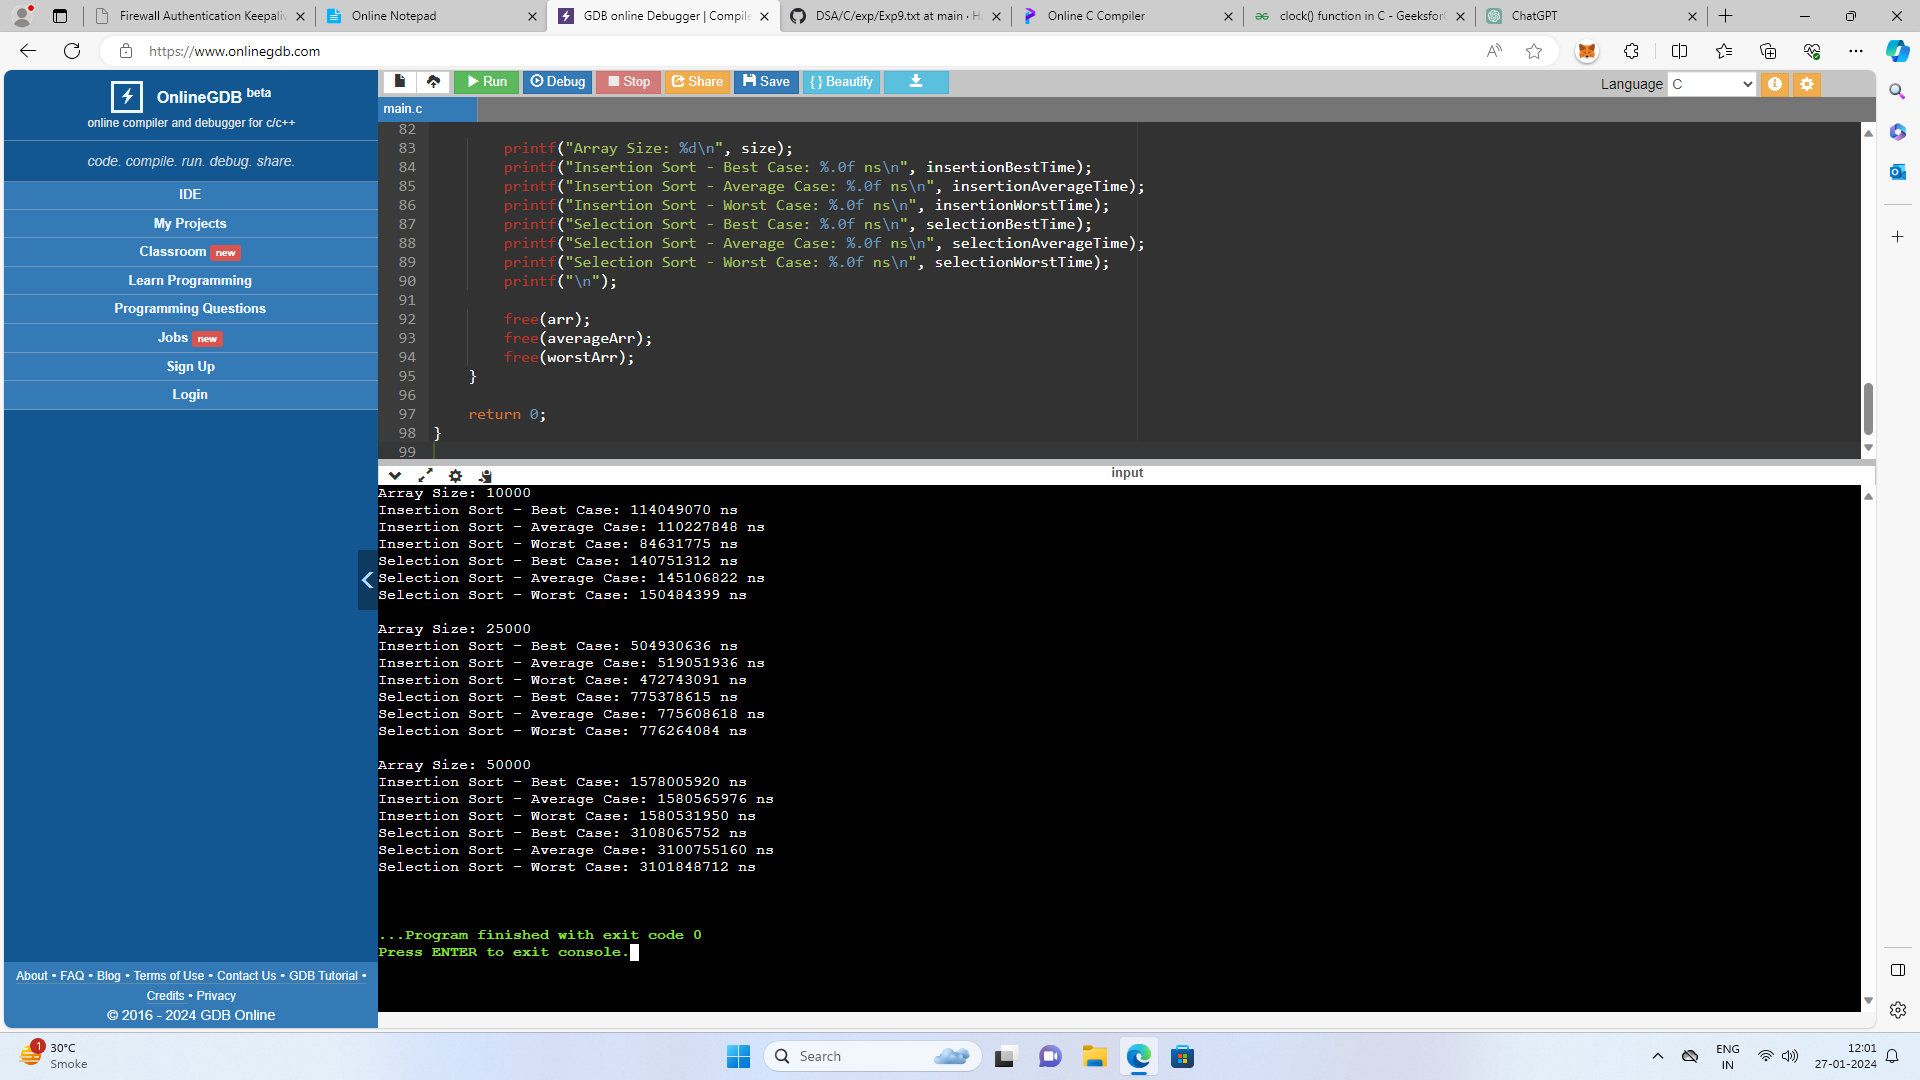 Firewall Authentication Keepaliv
Online Notepad
GDB online Debugger | Compile
DSA/C/exp/Exp9.txt at main · Ha
Online C Compiler
clock() function in C - GeeksforG
ChatGPT
https://www.onlinegdb.com
OnlineGDB beta
online compiler and debugger for c/c++
code. compile. run. debug. share.
IDE
My Projects
Classroom new
Learn Programming
Programming Questions
Jobs new
Sign Up
Login
About • FAQ • Blog • Terms of Use • Contact Us • GDB Tutorial •
Credits • Privacy
© 2016 - 2024 GDB Online
Run Debug Stop Share Save { } Beautify
Language C
main.c
82
83 printf("Array Size: %d\n", size);
84 printf("Insertion Sort - Best Case: %.0f ns\n", insertionBestTime);
85 printf("Insertion Sort - Average Case: %.0f ns\n", insertionAverageTime);
86 printf("Insertion Sort - Worst Case: %.0f ns\n", insertionWorstTime);
87 printf("Selection Sort - Best Case: %.0f ns\n", selectionBestTime);
88 printf("Selection Sort - Average Case: %.0f ns\n", selectionAverageTime);
89 printf("Selection Sort - Worst Case: %.0f ns\n", selectionWorstTime);
90 printf("\n");
91
92 free(arr);
93 free(averageArr);
94 free(worstArr);
95 }
96
97 return 0;
98 }
99
input
Array Size: 10000
Insertion Sort - Best Case: 114049070 ns
Insertion Sort - Average Case: 110227848 ns
Insertion Sort - Worst Case: 84631775 ns
Selection Sort - Best Case: 140751312 ns
Selection Sort - Average Case: 145106822 ns
Selection Sort - Worst Case: 150484399 ns
Array Size: 25000
Insertion Sort - Best Case: 504930636 ns
Insertion Sort - Average Case: 519051936 ns
Insertion Sort - Worst Case: 472743091 ns
Selection Sort - Best Case: 775378615 ns
Selection Sort - Average Case: 775608618 ns
Selection Sort - Worst Case: 776264084 ns
Array Size: 50000
Insertion Sort - Best Case: 1578005920 ns
Insertion Sort - Average Case: 1580565976 ns
Insertion Sort - Worst Case: 1580531950 ns
Selection Sort - Best Case: 3108065752 ns
Selection Sort - Average Case: 3100755160 ns
Selection Sort - Worst Case: 3101848712 ns
...Program finished with exit code 0
Press ENTER to exit console.
1
30°C
Smoke
Search
ENG
IN
12:01
27-01-2024